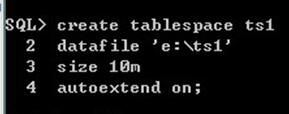 SQL> create tablespace ts1
2 datafile 'e:\ts1'
3 size 10m
4 autoextend on;